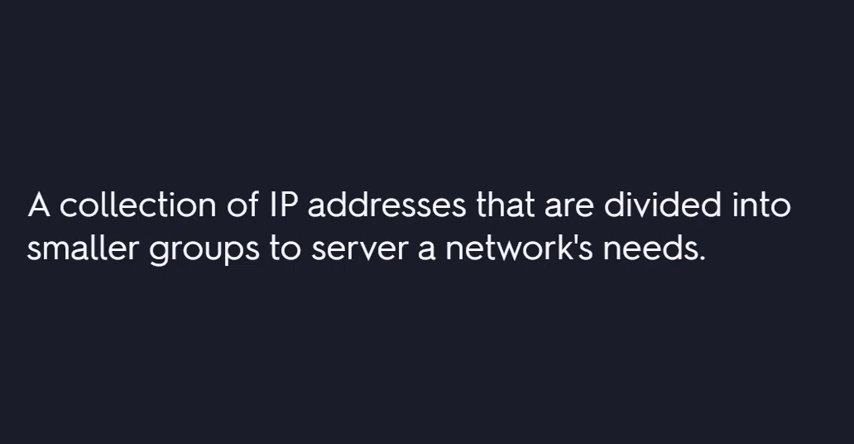 A collection of IP addresses that are divided into
smaller groups to server a network's needs.